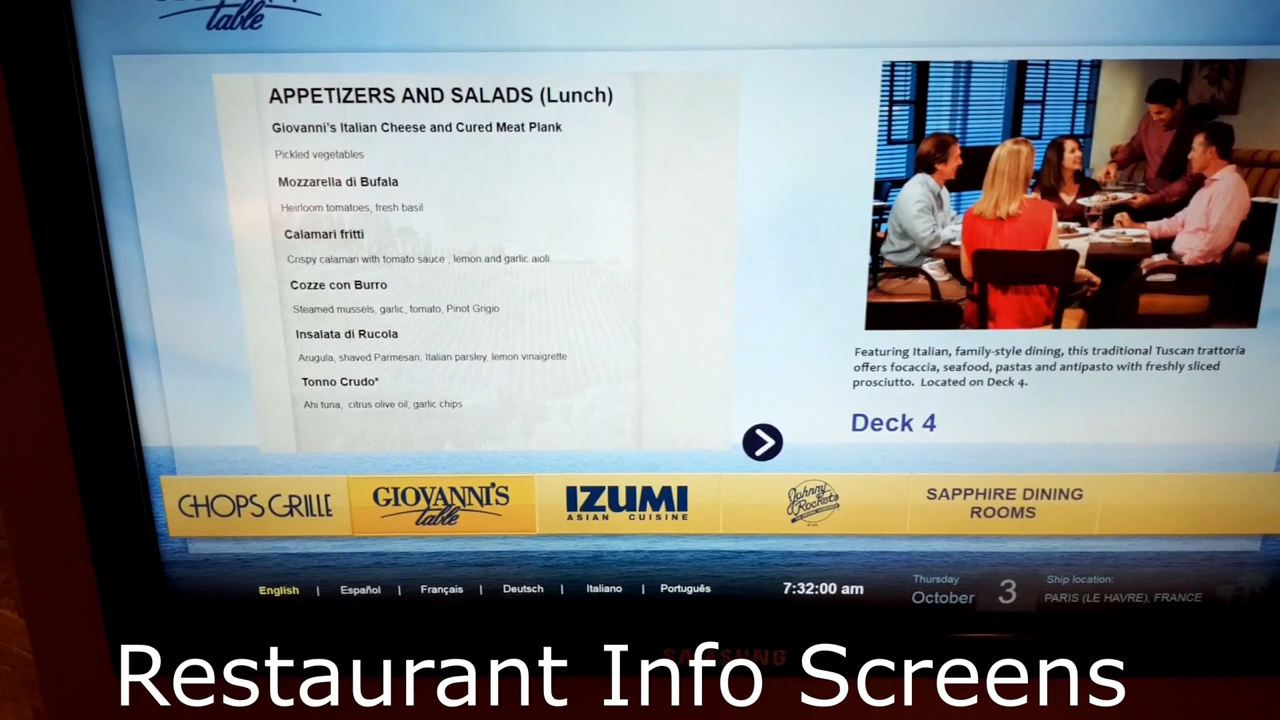 table
APPETIZERS AND SALADS (Lunch)
Giovanni's Italian Cheese and Cured Meat Plank
Pickled vegetables
Mozzarella di Bufala
Heirloom tomatoes, fresh basil
Calamari fritti
Crispy calamari with tomato sauce , lemon and garlic aioli
Cozze con Burro
Steamed mussels, garlic, tomato, Pinot Grigio
Insalata di Rucola
Arugula, shaved Parmesan, Italian parsley, lemon vinaigrette
Tonno Crudo*
Ahi tuna, citrus olive oil, garlic chips
Featuring Italian, family-style dining, this traditional Tuscan trattoria
offers focaccia, seafood, pastas and antipasto with freshly sliced
prosciutto. Located on Deck 4.
Deck 4
CHOPS GRILLE
GIOVANNI'S
table
IZUMI
ASIAN CUISINE
Johnny
Rockets
SAPPHIRE DINING
ROOMS
English | Español | Français | Deutsch | Italiano | Português
7:32:00 am
Thursday
October 3
Ship location:
PARIS (LE HAVRE), FRANCE
SAMSUNG
Restaurant Info Screens